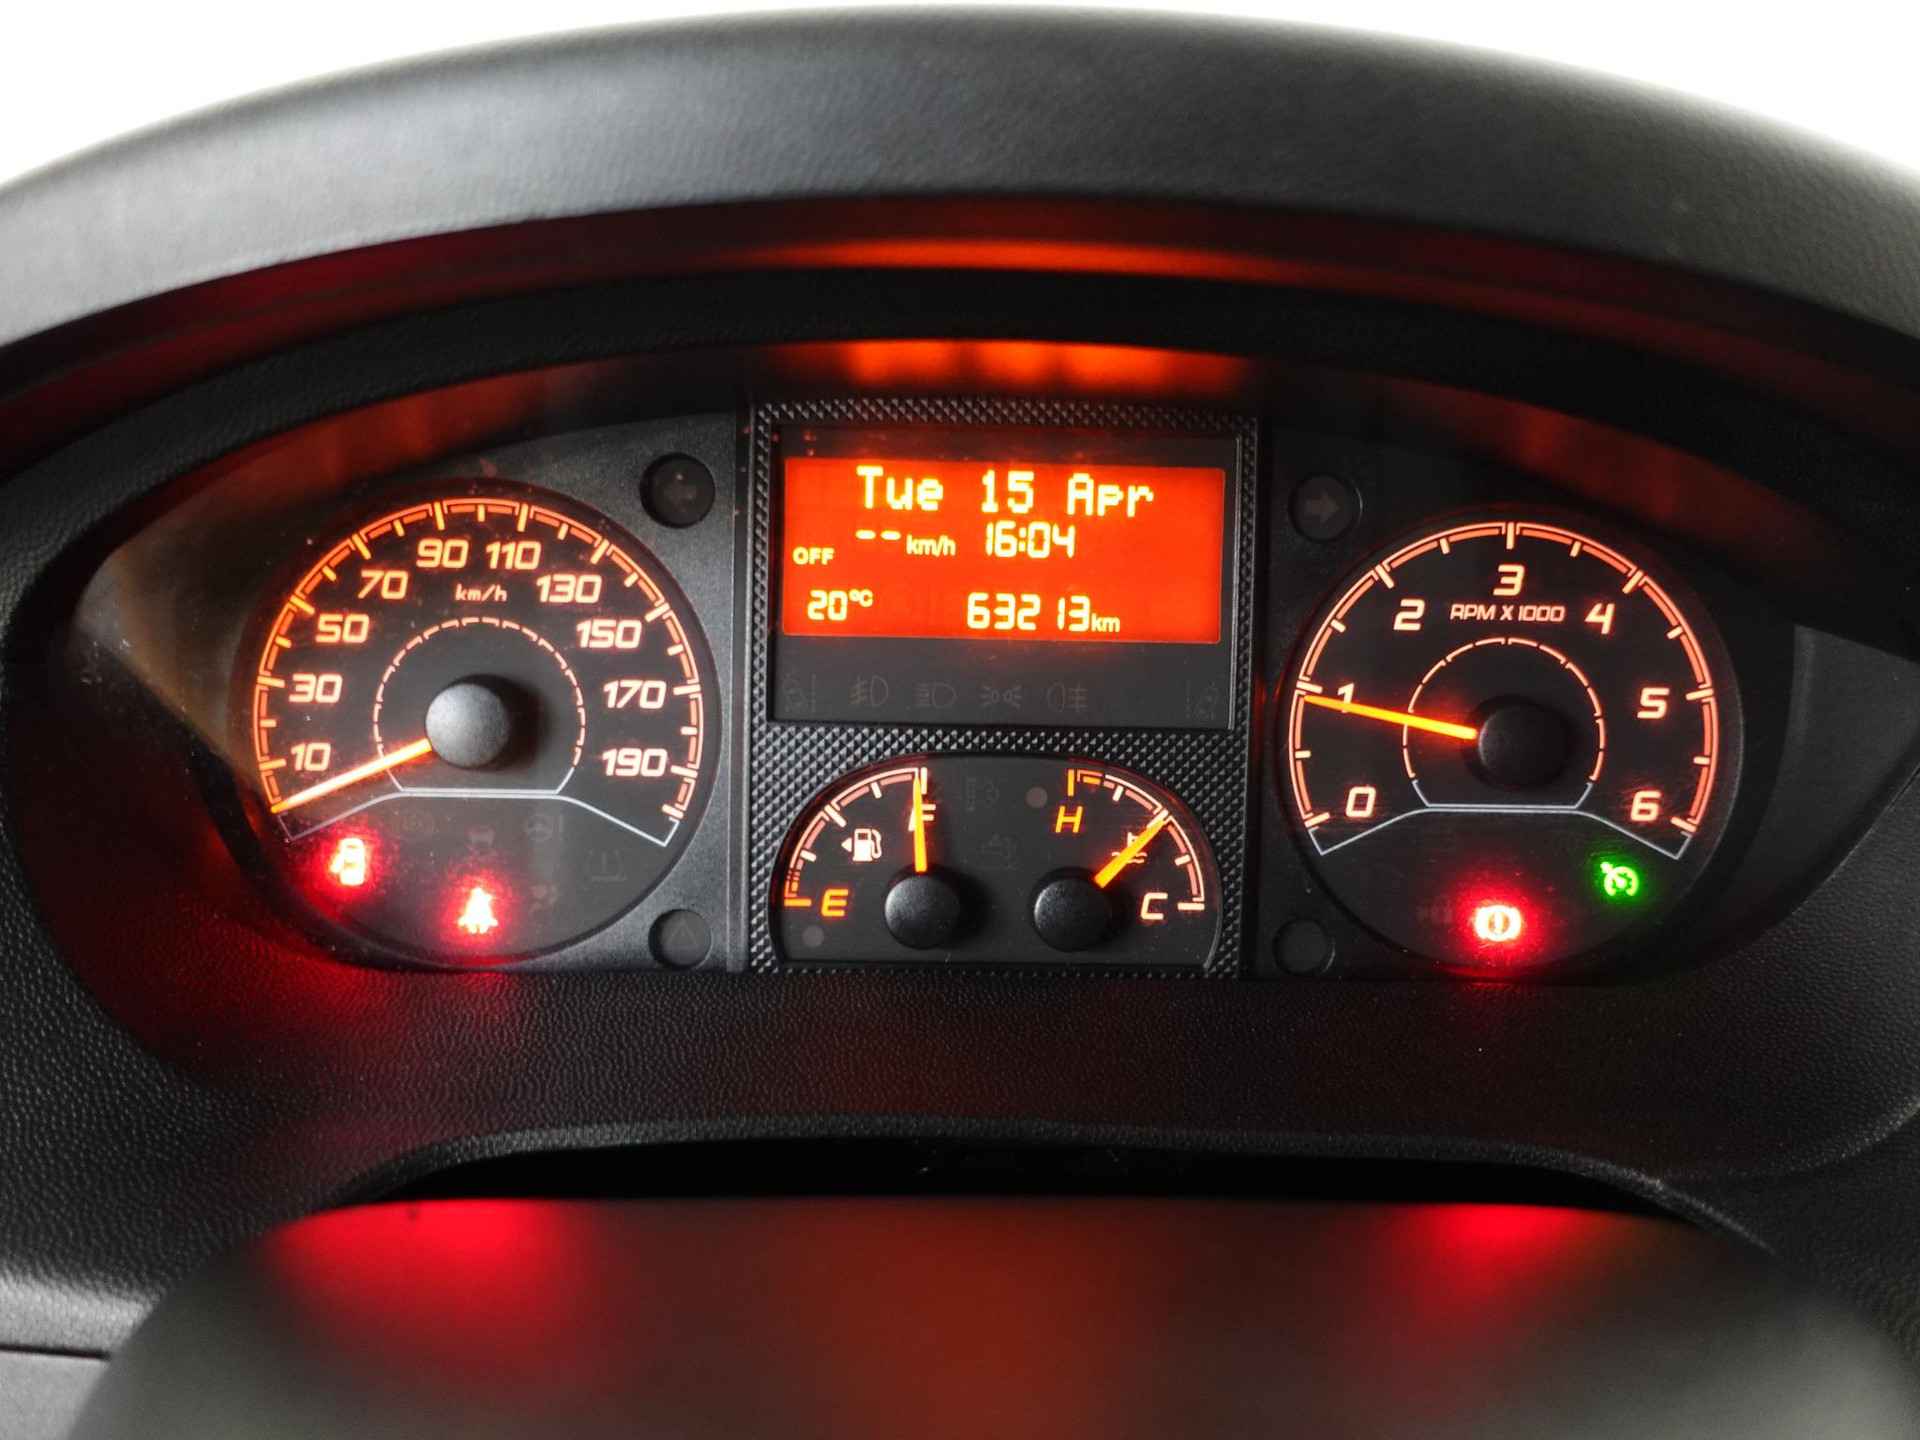 Tue 15 Apr
-- km/h 16:04
OFF
20°C 63213km
10 30 50 70 90 110 130 150 170 190
km/h
F
E
H
C
0 1 2 3 4 5 6
RPM X 1000